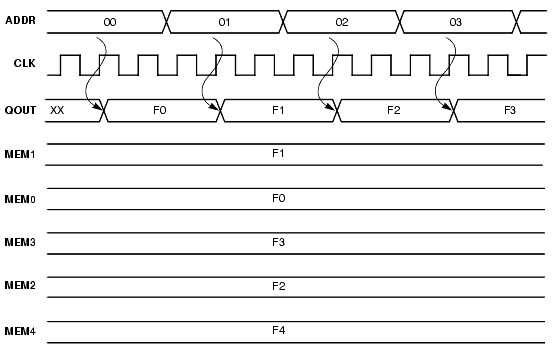 ADDR 00 01 02 03
CLK
QOUT XX F0 F1 F2 F3
MEM1 F1
MEM0 F0
MEM3 F3
MEM2 F2
MEM4 F4